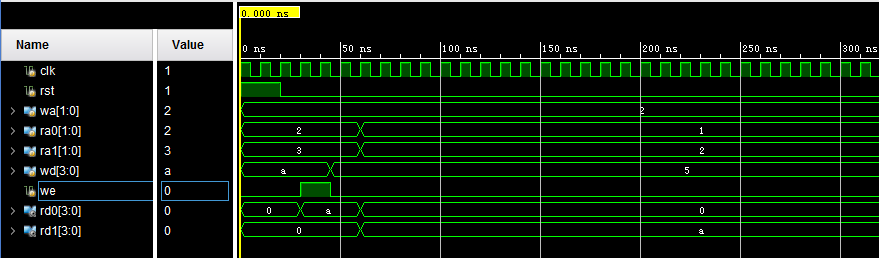 0.000 ns
Name Value
0 ns 50 ns 100 ns 150 ns 200 ns 250 ns 300 ns
clk 1
rst 1
wa[1:0] 2 2
ra0[1:0] 2 2 1
ra1[1:0] 3 3 2
wd[3:0] a a 5
we 0
rd0[3:0] 0 0 a 0
rd1[3:0] 0 0 a